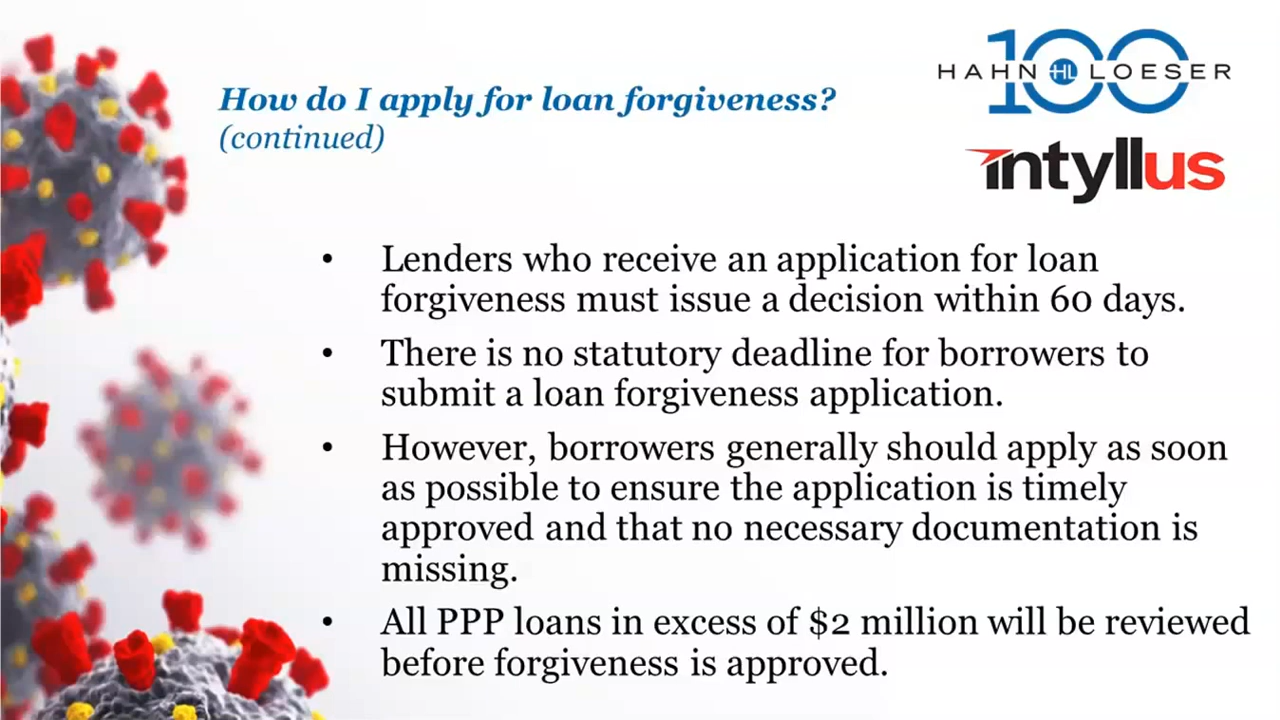 100
HAHN HL LOESER
intyllus
How do I apply for loan forgiveness?
(continued)
• Lenders who receive an application for loan
forgiveness must issue a decision within 60 days.
• There is no statutory deadline for borrowers to
submit a loan forgiveness application.
• However, borrowers generally should apply as soon
as possible to ensure the application is timely
approved and that no necessary documentation is
missing.
• All PPP loans in excess of $2 million will be reviewed
before forgiveness is approved.